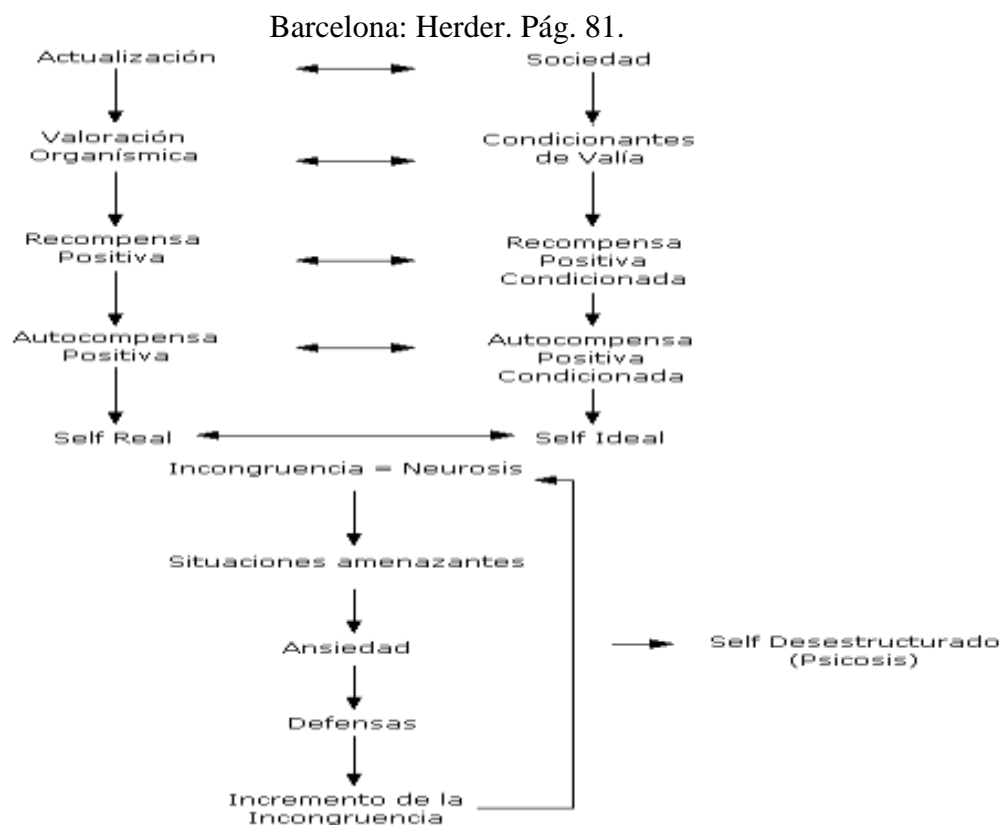 Barcelona: Herder. Pág. 81.
Actualización
Sociedad
Valoración
Organísmica
Condicionantes
de Valía
Recompensa
Positiva
Recompensa
Positiva
Condicionada
Autocompensa
Positiva
Autocompensa
Positiva
Condicionada
Self Real
Self Ideal
Incongruencia = Neurosis
Situaciones amenazantes
Ansiedad
Self Desestructurado
(Psicosis)
Defensas
Incremento de la
Incongruencia